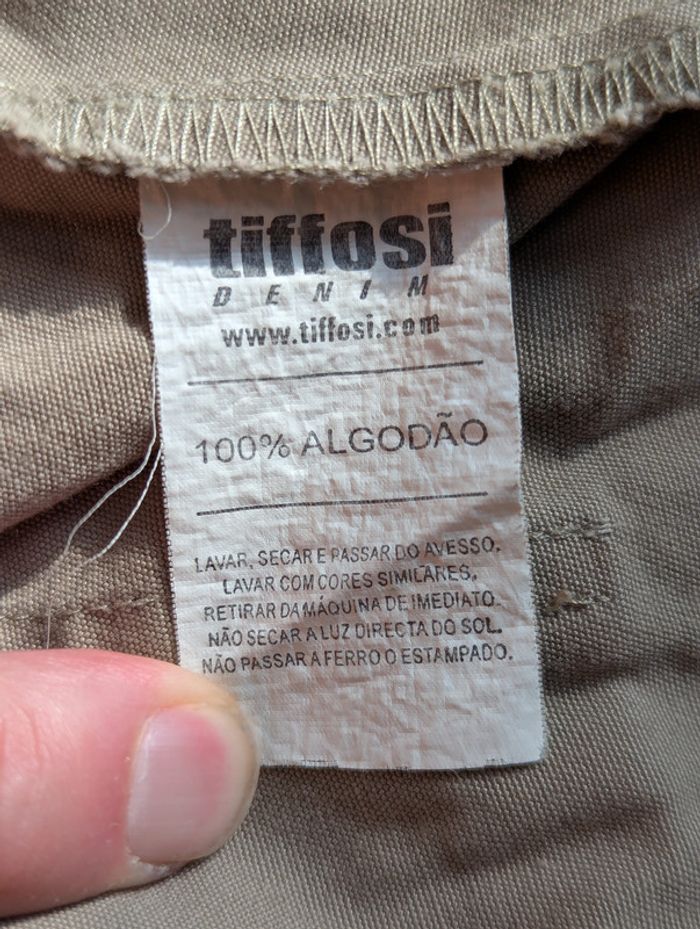 tiffosi
DENIM
www.tiffosi.com
100% ALGODÃO
LAVAR, SECAR E PASSAR DO AVESSO.
LAVAR COM CORES SIMILARES.
RETIRAR DA MÁQUINA DE IMEDIATO.
NÃO SECAR A LUZ DIRECTA DO SOL.
NÃO PASSAR A FERRO O ESTAMPADO.